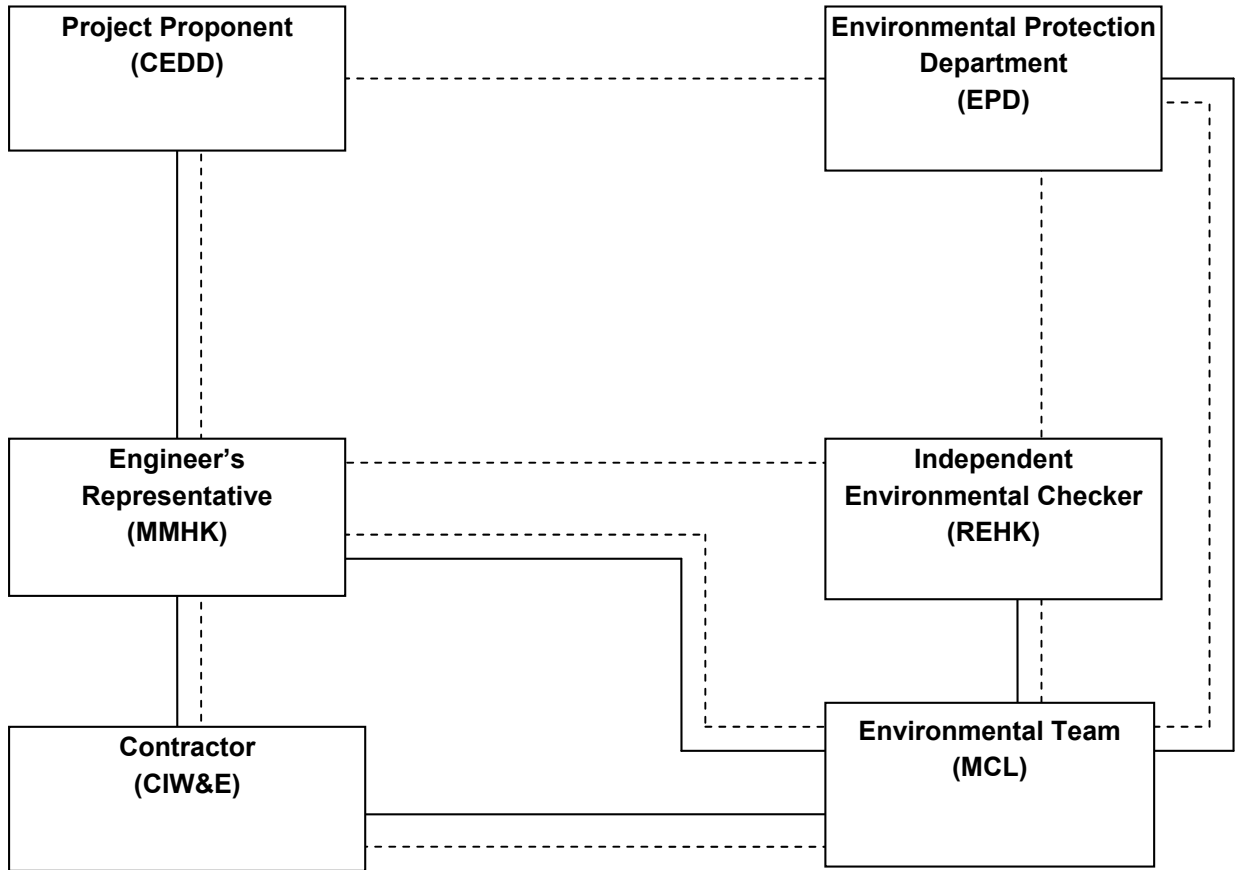 Project Proponent
(CEDD)
Environmental Protection
Department
(EPD)
Engineer’s
Representative
(MMHK)
Independent
Environmental Checker
(REHK)
Contractor
(CIW&E)
Environmental Team
(MCL)